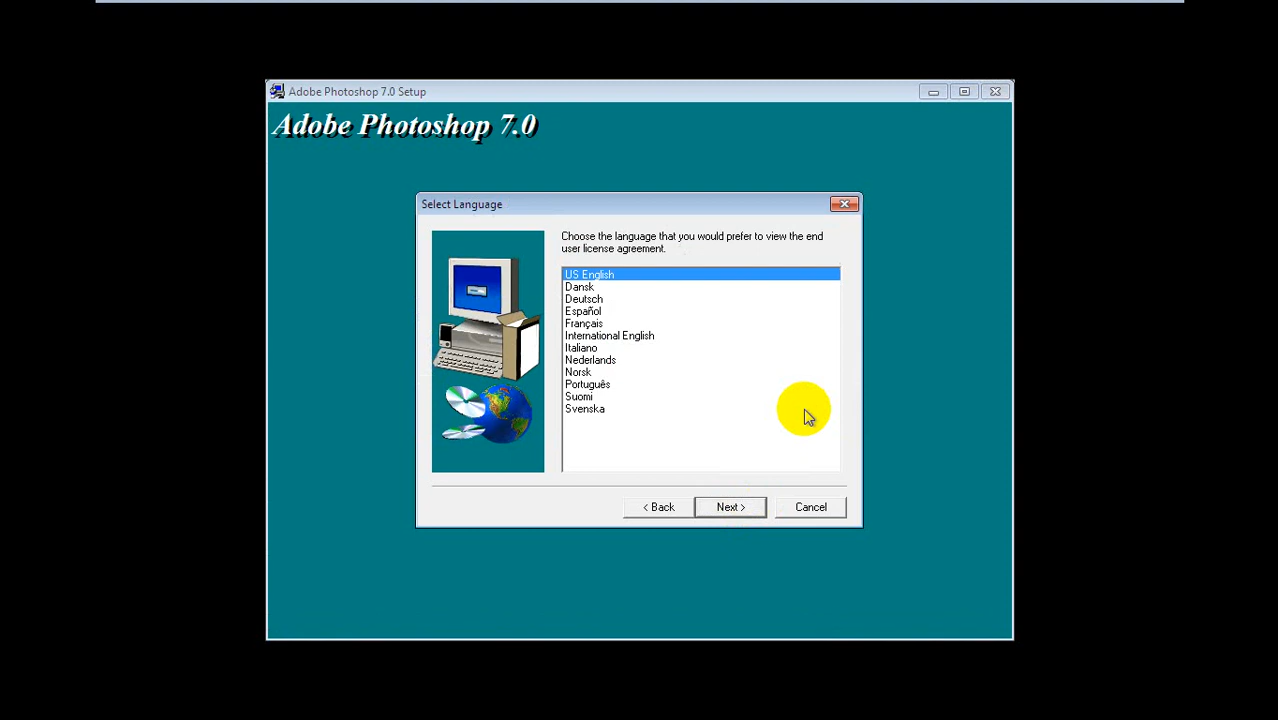 Adobe Photoshop 7.0 Setup
Adobe Photoshop 7.0
Select Language
Choose the language that you would prefer to view the end
user license agreement.
US English
Dansk
Deutsch
Español
Français
International English
Italiano
Nederlands
Norsk
Português
Suomi
Svenska
< Back
Next >
Cancel